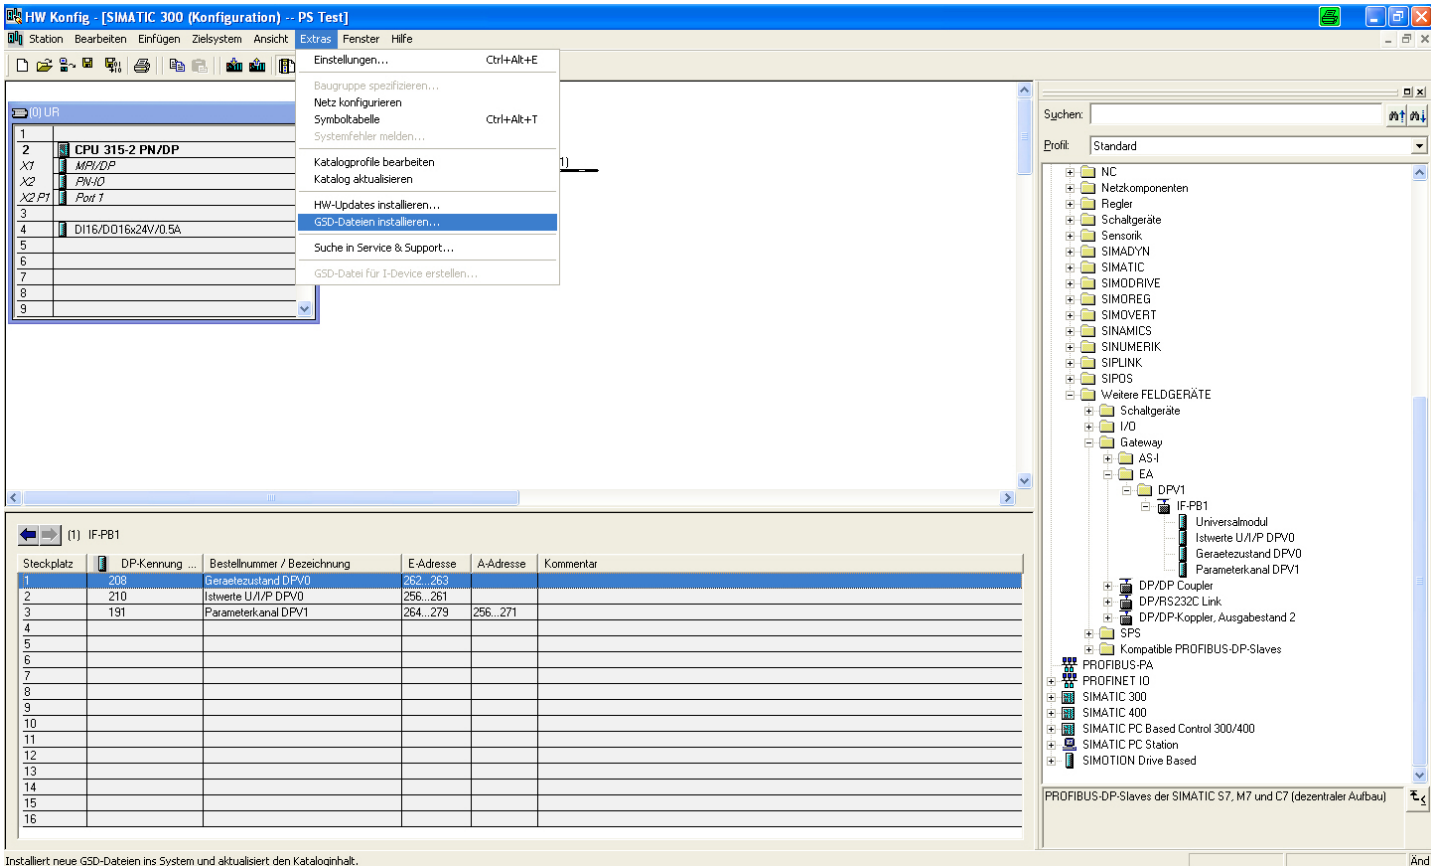 HW Konfig - [SIMATIC 300 (Konfiguration) -- PS Test]
Station Bearbeiten Einfügen Zielsystem Ansicht Extras Fenster Hilfe
Einstellungen... Ctrl+Alt+E
Baugruppe spezifizieren...
Netz konfigurieren
Symboltabelle Ctrl+Alt+T
Systemfehler melden...
Katalogprofile bearbeiten
Katalog aktualisieren
HW-Updates installieren...
GSD-Dateien installieren...
Suche in Service & Support...
GSD-Datei für I-Device erstellen...
(0) UR
1
2 CPU 315-2 PN/DP
X1 MPI/DP
X2 PN-IO
X2 P1 Port 1
3
4 DI16/DO16x24V/0.5A
5
6
7
8
9
1)
(1) IF-PB1
Steckplatz DP-Kennung ... Bestellnummer / Bezeichnung E-Adresse A-Adresse Kommentar
1 208 Geraetezustand DPV0 262...263
2 210 Istwerte U/I/P DPV0 256...261
3 191 Parameterkanal DPV1 264...279 256...271
4
5
6
7
8
9
10
11
12
13
14
15
16
Suchen:
Profil: Standard
NC
Netzkomponenten
Regler
Schaltgeräte
Sensorik
SIMADYN
SIMATIC
SIMODRIVE
SIMOREG
SIMOVERT
SINAMICS
SINUMERIK
SIPLINK
SIPOS
Weitere FELDGERÄTE
Schaltgeräte
I/O
Gateway
AS-I
EA
DPV1
IF-PB1
Universalmodul
Istwerte U/I/P DPV0
Geraetezustand DPV0
Parameterkanal DPV1
DP/DP Coupler
DP/RS232C Link
DP/DP-Koppler, Ausgabestand 2
SPS
Kompatible PROFIBUS-DP-Slaves
PROFIBUS-PA
PROFINET IO
SIMATIC 300
SIMATIC 400
SIMATIC PC Based Control 300/400
SIMATIC PC Station
SIMOTION Drive Based
PROFIBUS-DP-Slaves der SIMATIC S7, M7 und C7 (dezentraler Aufbau)
Installiert neue GSD-Dateien ins System und aktualisiert den Kataloginhalt.
Änd